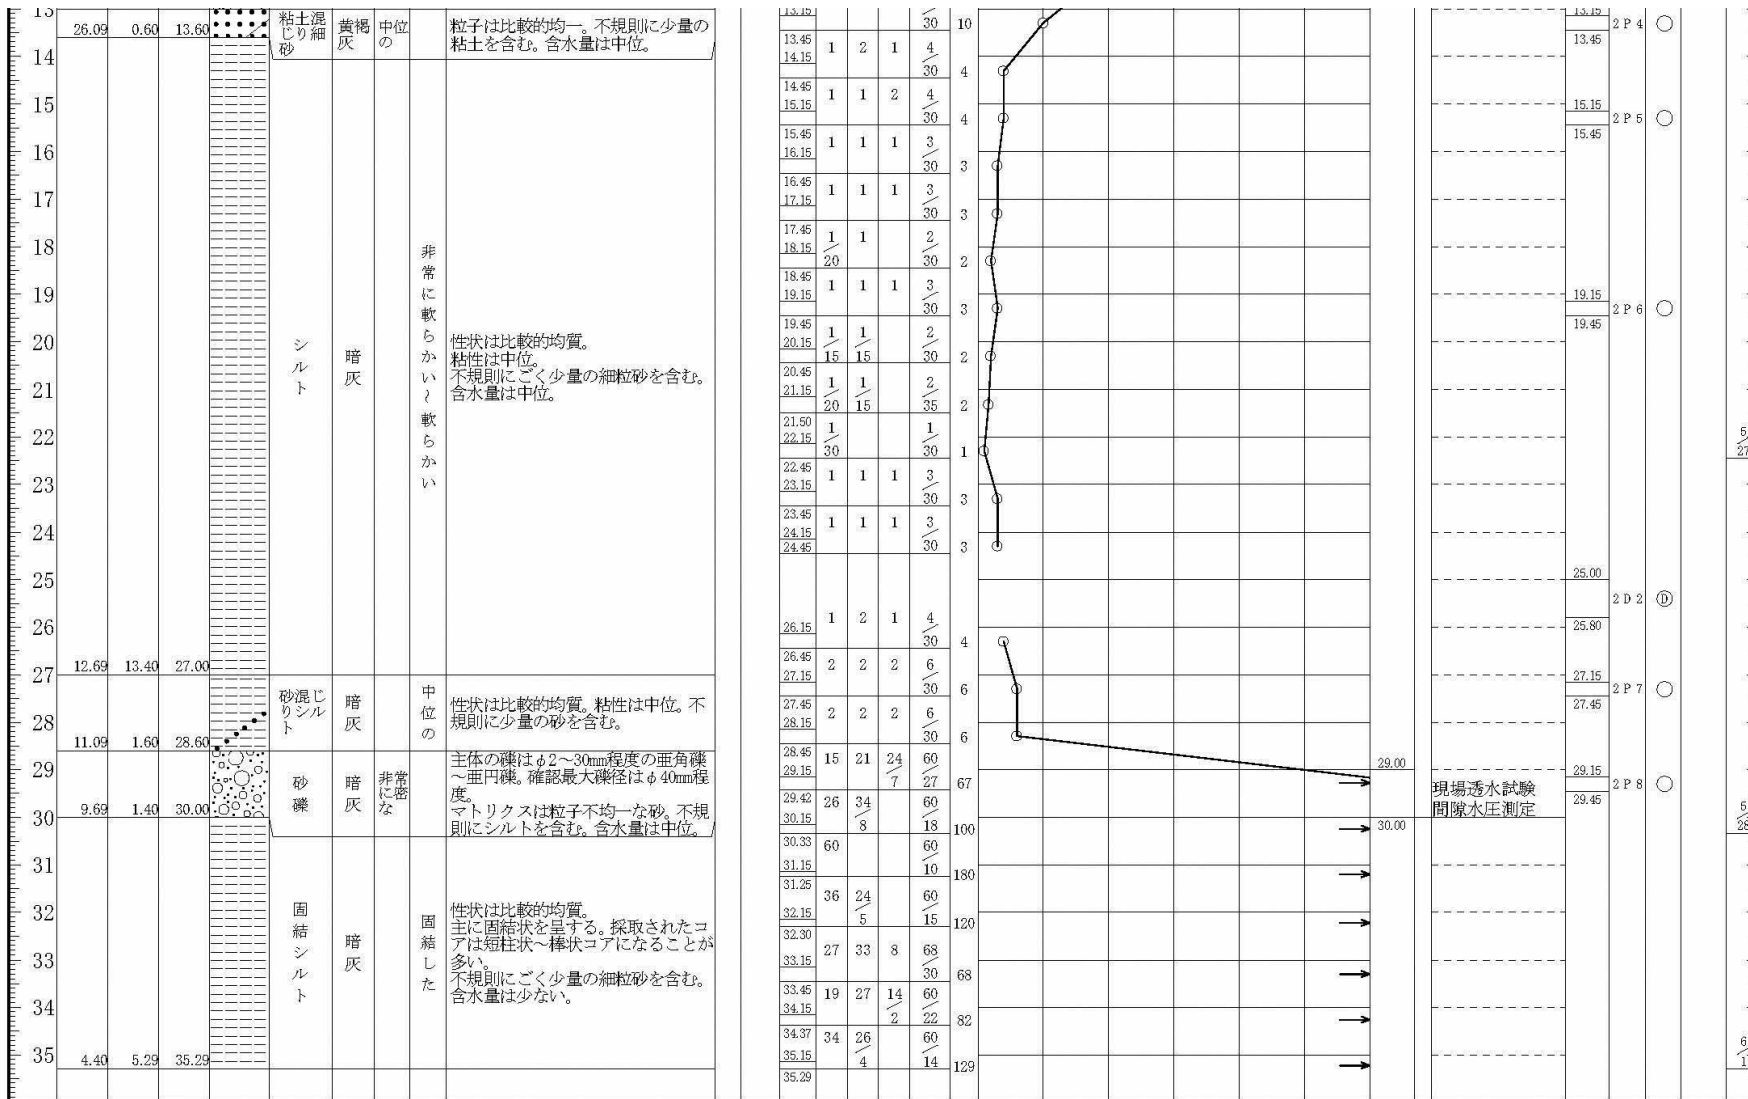 13
14
15
16
17
18
19
20
21
22
23
24
25
26
27
28
29
30
31
32
33
34
35
26.09 0.60 13.60
粘土混
じり細
砂
黄褐
灰
中位
の
粒子は比較的均一。不規則に少量の
粘土を含む。含水量は中位。
12.69 13.40 27.00
シルト
暗
灰
非常に軟らかい～軟らかい
性状は比較的均質。
粘性は中位。
不規則にごく少量の細粒砂を含む。
含水量は中位。
11.09 1.60 28.60
砂混じ
りシル
ト
暗
灰
中位の
性状は比較的均質。粘性は中位。不
規則に少量の砂を含む。
9.69 1.40 30.00
砂
礫
暗
灰
非常
に密
な
主体の礫はφ2～30mm程度の亜角礫
～亜円礫。確認最大礫径はφ40mm程
度。
マトリクスは粒子不均一な砂。不規
則にシルトを含む。含水量は中位。
4.40 5.29 35.29
固結シルト
暗
灰
固結した
性状は比較的均質。
主に固結状を呈する。採取されたコ
アは短柱状～棒状コアになることが
多い。
不規則にごく少量の細粒砂を含む。
含水量は少ない。
13.15 30 10
13.45
14.15 1 2 1 4/30 4
14.45
15.15 1 1 2 4/30 4
15.45
16.15 1 1 1 3/30 3
16.45
17.15 1 1 1 3/30 3
17.45
18.15 1/20 1 2/30 2
18.45
19.15 1 1 1 3/30 3
19.45
20.15 1/15 1/15 2/30 2
20.45
21.15 1/20 1/15 2/35 2
21.50
22.15 1/30 1/30 1
22.45
23.15 1 1 1 3/30 3
23.45
24.15 1 1 1 3/30 3
24.45
26.15 1 2 1 4/30 4
26.45
27.15 2 2 2 6/30 6
27.45
28.15 2 2 2 6/30 6
28.45
29.15 15 21 24/7 60/27 67
29.42
30.15 26 34/8 60/18 100
30.33
60 60/10 180
31.15
31.25
36 24/5 60/15 120
32.15
32.30
27 33 8 68/30 68
33.15
33.45
34.15 19 27 14/2 60/22 82
34.37
35.15 34 26/4 60/14 129
35.29
29.00
現場透水試験
間隙水圧測定
30.00
13.15
13.45 2P4
15.15
15.45 2P5
19.15
19.45 2P6
25.00
25.80 2D2 D
27.15
27.45 2P7
29.15
29.45 2P8
5
27
5
28
6
1